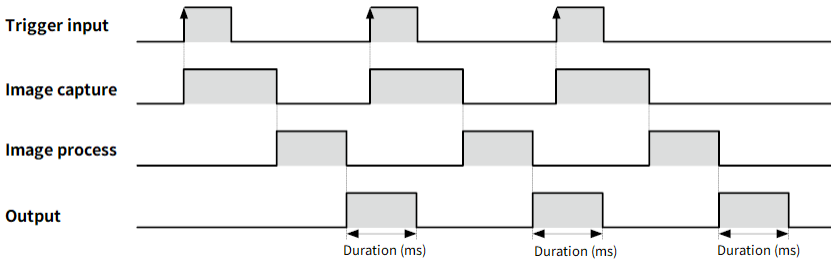 Trigger input
Image capture
Image process
Output
Duration (ms)
Duration (ms)
Duration (ms)